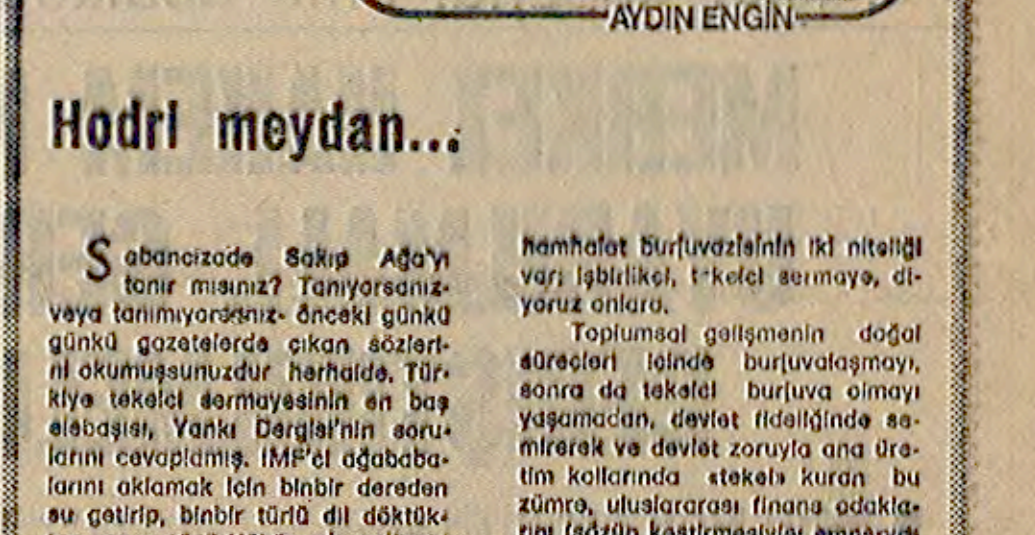 AYDIN ENGİN
Hodri meydan...
Sabancızade Sakıp Ağa'yı
tanır mısınız? Tanıyorsanız-
veya tanımıyorsanız- önceki günkü
günkü gazetelerde çıkan sözleri-
ni okumuşsunuzdur herhalde. Tür-
kiye tekelci sermayesinin en baş
elebaşısı, Yankı Dergisi'nin soru-
larını cevaplamış. IMF'ci ağababa-
larını aklamak için binbir dereden
su getirip, binbir türlü dil döktük-
hamhalat burjuvazisinin iki niteliği
var; işbirlikçi, tekelci sermaye, di-
yoruz onlara.
Toplumsal gelişmenin doğal
süreçleri içinde burjuvalaşmayı,
sonra da tekelci burjuva olmayı
yaşamadan, devlet fideliğinde se-
mirerek ve devlet zoruyla ana üre-
tim kollarında «tekel» kuran bu
zümre, uluslararası finans odakla-
rını (sözün kestirmesiyle